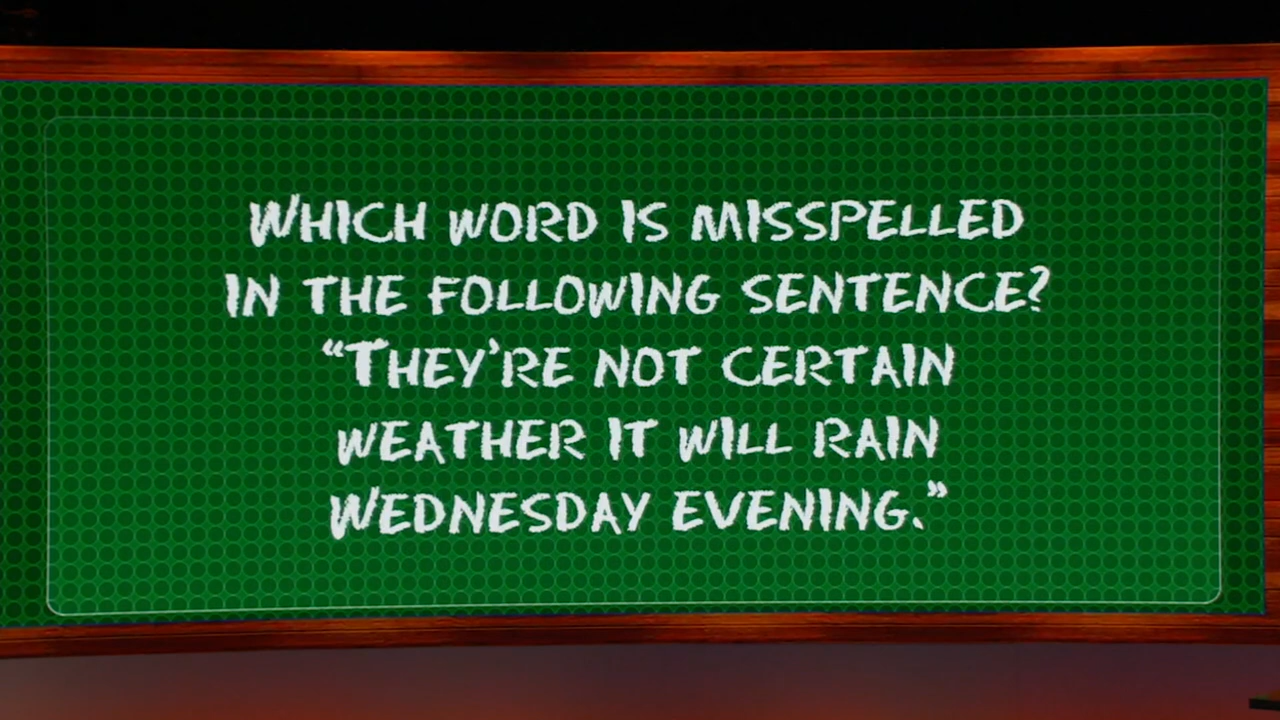 Which word is misspelled
in the following sentence?
“They’re not certain
weather it will rain
Wednesday evening.”